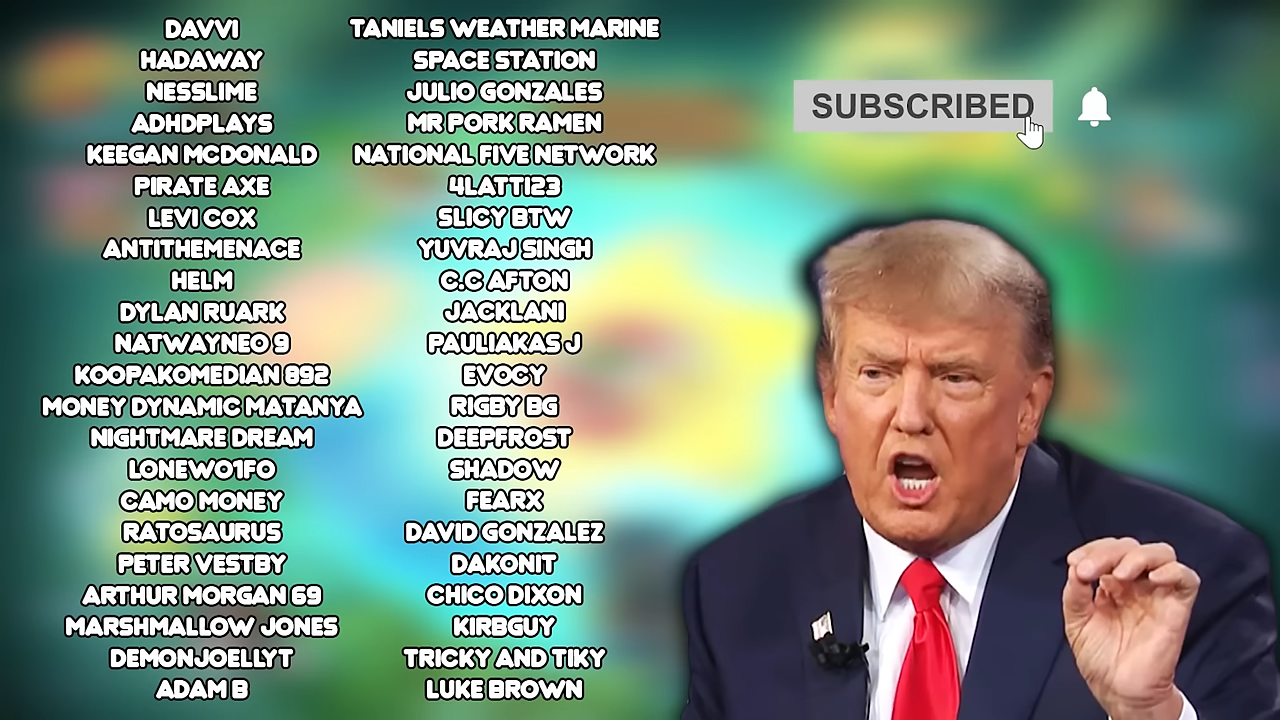 DAVVI
HADAWAY
NESSLIME
ADHDPLAYS
KEEGAN MCDONALD
PIRATE AXE
LEVI COX
ANTITHEMENACE
HELM
DYLAN RUARK
NATWAYNEO 9
KOOPAKOMEDIAN 892
MONEY DYNAMIC MATANYA
NIGHTMARE DREAM
LONEWO1FO
CAMO MONEY
RATOSAURUS
PETER VESTBY
ARTHUR MORGAN 69
MARSHMALLOW JONES
DEMONJOELLYT
ADAM B
TANIELS WEATHER MARINE
SPACE STATION
JULIO GONZALES
MR PORK RAMEN
NATIONAL FIVE NETWORK
4LATT123
SLICY BTW
YUVRAJ SINGH
C.C AFTON
JACKLANI
PAULIAKAS J
EVOCY
RIGBY BG
DEEPFROST
SHADOW
FEARX
DAVID GONZALEZ
DAKONIT
CHICO DIXON
KIRBGUY
TRICKY AND TIKY
LUKE BROWN
SUBSCRIBED